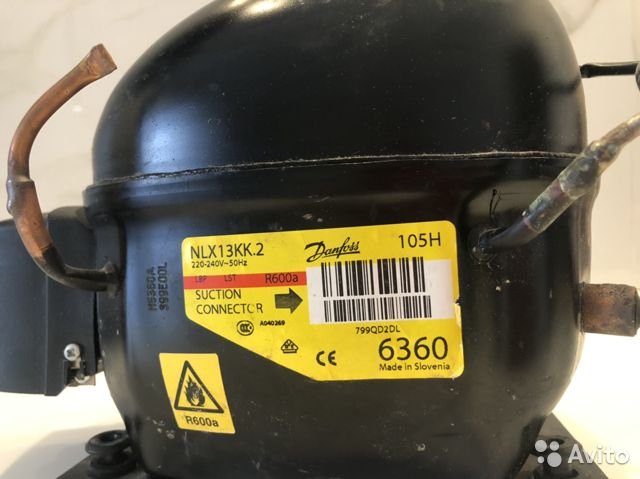 NLX13KK.2
Danfoss
105H
220-240V~50Hz
LBP LST R600a
SUCTION
CONNECTOR
A040269
799QD2DL
CE
6360
Made in Slovenia
R600a
Avito